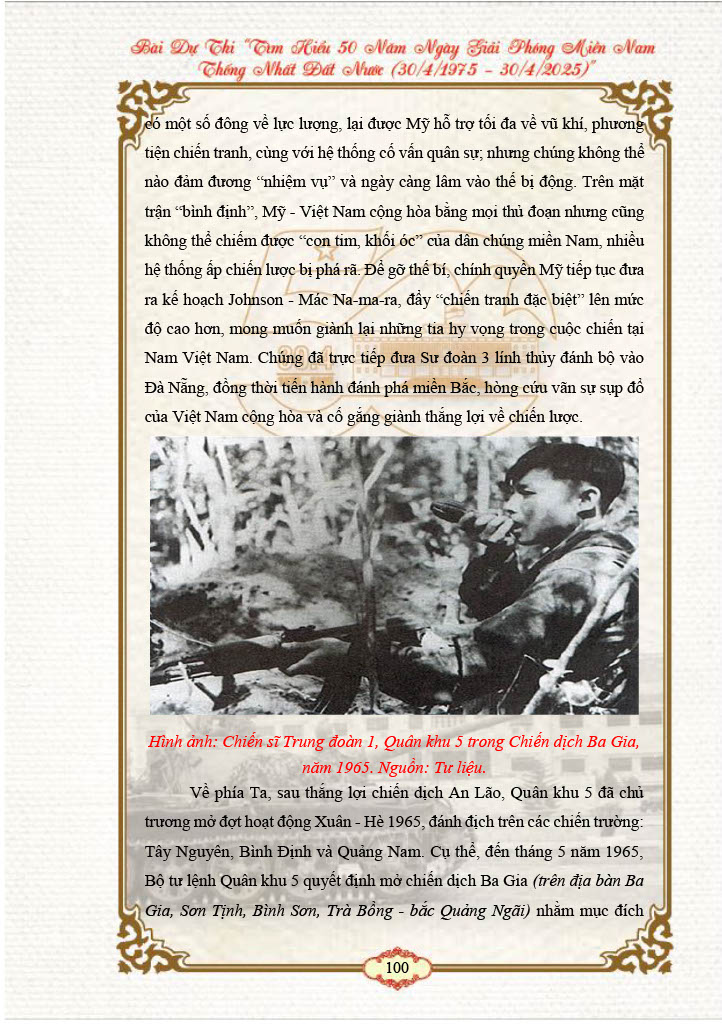 Bài Dự Thi "Tìm Hiểu 50 Năm Ngày Giải Phóng Miền Nam
Thống Nhất Đất Nước (30/4/1975 - 30/4/2025)"
có một số đông về lực lượng, lại được Mỹ hỗ trợ tối đa về vũ khí, phương
tiện chiến tranh, cùng với hệ thống cố vấn quân sự; nhưng chúng không thể
nào đảm đương “nhiệm vụ” và ngày càng lâm vào thế bị động. Trên mặt
trận “bình định”, Mỹ - Việt Nam cộng hòa bằng mọi thủ đoạn nhưng cũng
không thể chiếm được “con tim, khối óc” của dân chúng miền Nam, nhiều
hệ thống ấp chiến lược bị phá rã. Để gỡ thế bí, chính quyền Mỹ tiếp tục đưa
ra kế hoạch Johnson - Mác Na-ma-ra, đẩy “chiến tranh đặc biệt” lên mức
độ cao hơn, mong muốn giành lại những tia hy vọng trong cuộc chiến tại
Nam Việt Nam. Chúng đã trực tiếp đưa Sư đoàn 3 lính thủy đánh bộ vào
Đà Nẵng, đồng thời tiến hành đánh phá miền Bắc, hòng cứu vãn sự sụp đổ
của Việt Nam cộng hòa và cố gắng giành thắng lợi về chiến lược.
50
30.4
Hình ảnh: Chiến sĩ Trung đoàn 1, Quân khu 5 trong Chiến dịch Ba Gia,
năm 1965. Nguồn: Tư liệu.
Về phía Ta, sau thắng lợi chiến dịch An Lão, Quân khu 5 đã chủ
trương mở đợt hoạt động Xuân - Hè 1965, đánh địch trên các chiến trường:
Tây Nguyên, Bình Định và Quảng Nam. Cụ thể, đến tháng 5 năm 1965,
Bộ tư lệnh Quân khu 5 quyết định mở chiến dịch Ba Gia (trên địa bàn Ba
Gia, Sơn Tịnh, Bình Sơn, Trà Bồng - bắc Quảng Ngãi) nhằm mục đích
100